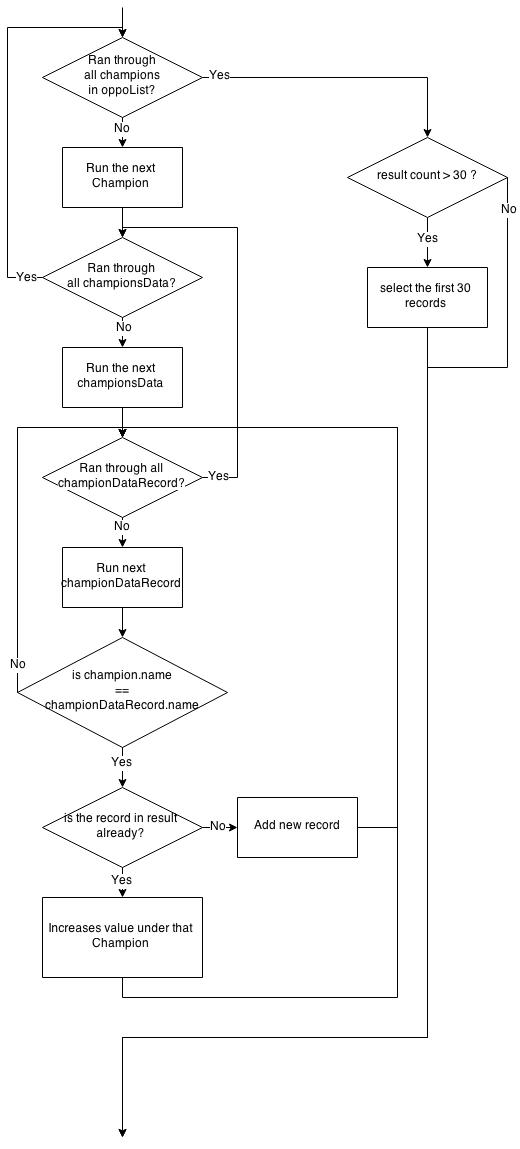 Ran through
all champions
in oppoList?
Yes
No
Run the next
Champion
result count > 30 ?
No
Yes
Ran through
all championsData?
Yes
select the first 30
records
No
Run the next
championsData
Ran through all
championDataRecord?
Yes
No
Run next
championDataRecord
No
is champion.name
==
championDataRecord.name
Yes
is the record in result
already?
No
Add new record
Yes
Increases value under that
Champion